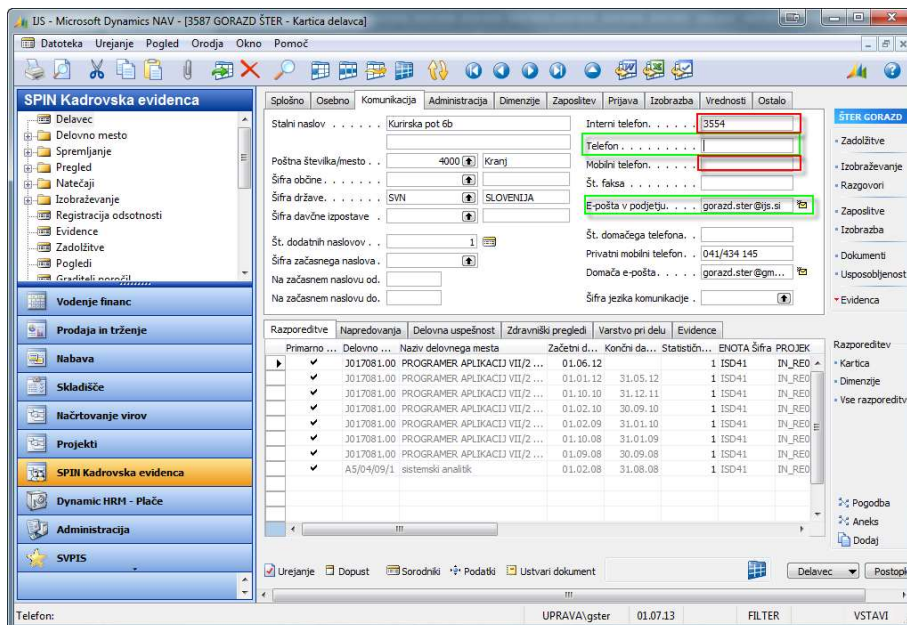 IJS - Microsoft Dynamics NAV - [3587 GORAZD ŠTER - Kartica delavca]
Datoteka Urejanje Pogled Orodja Okno Pomoč
SPIN Kadrovska evidenca
Delavec
Delovno mesto
Spremljanje
Pregled
Natečaji
Izobraževanje
Registracija odsotnosti
Evidence
Zadolžitve
Pogledi
Graditelj poročil
Vodenje financ
Prodaja in trženje
Nabava
Skladišče
Načrtovanje virov
Projekti
SPIN Kadrovska evidenca
Dynamic HRM - Plače
Administracija
SVPIS
Splošno Osebno Komunikacija Administracija Dimenzije Zaposlitev Prijava Izobrazba Vrednosti Ostalo
Stalni naslov . . . . . . Kurirska pot 6b
Poštna številka/mesto . . 4000 Kranj
Šifra občine . . . . . . .
Šifra države. . . . . . . SVN SLOVENIJA
Šifra davčne izpostave .
Št. dodatnih naslovov . . 1
Šifra začasnega naslova .
Na začasnem naslovu od.
Na začasnem naslovu do.
Interni telefon. . . . . . 3554
Telefon . . . . . . . . .
Mobilni telefon. . . . . .
Št. faksa . . . . . . . .
E-pošta v podjetju. . . . gorazd.ster@ijs.si
Št. domačega telefona. .
Privatni mobilni telefon. . 041/434 145
Domača e-pošta. . . . . gorazd.ster@gm...
Šifra jezika komunikacije .
Razporeditve Napredovanja Delovna uspešnost Zdravniški pregledi Varstvo pri delu Evidence
Primarno ... Delovno ... Naziv delovnega mesta Začetni d... Končni da... Statističn... ENOTA Šifra PROJEK
J017081.00 PROGRAMER APLIKACIJ VII/2 ... 01.06.12 1 ISD41 IN_RE0
J017081.00 PROGRAMER APLIKACIJ VII/2 ... 01.01.12 31.05.12 1 ISD41 IN_RE0
J017081.00 PROGRAMER APLIKACIJ VII/2 ... 01.10.10 31.12.11 1 ISD41 IN_RE0
J017081.00 PROGRAMER APLIKACIJ VII/2 ... 01.02.10 30.09.10 1 ISD41 IN_RE0
J017081.00 PROGRAMER APLIKACIJ VII/2 ... 01.02.09 31.01.10 1 ISD41 IN_RE0
J017081.00 PROGRAMER APLIKACIJ VII/2 ... 01.10.08 31.01.09 1 ISD41 IN_RE0
J017081.00 PROGRAMER APLIKACIJ VII/2 ... 01.09.08 30.09.08 1 ISD41 IN_RE0
A5/04/09/1 sistemski analitik 01.02.08 31.08.08 1 ISD41 IN_RE0
Urejanje Dopust Sorodniki Podatki Ustvari dokument
Delavec Postopk
ŠTER GORAZD
Zadolžitve
Izobraževanje
Razgovori
Zaposlitve
Izobrazba
Dokumenti
Usposobljenost
Evidenca
Razporeditev
Kartica
Dimenzije
Vse razporeditv
Pogodba
Aneks
Dodaj
Telefon: UPRAVA\gster 01.07.13 FILTER VSTAVI